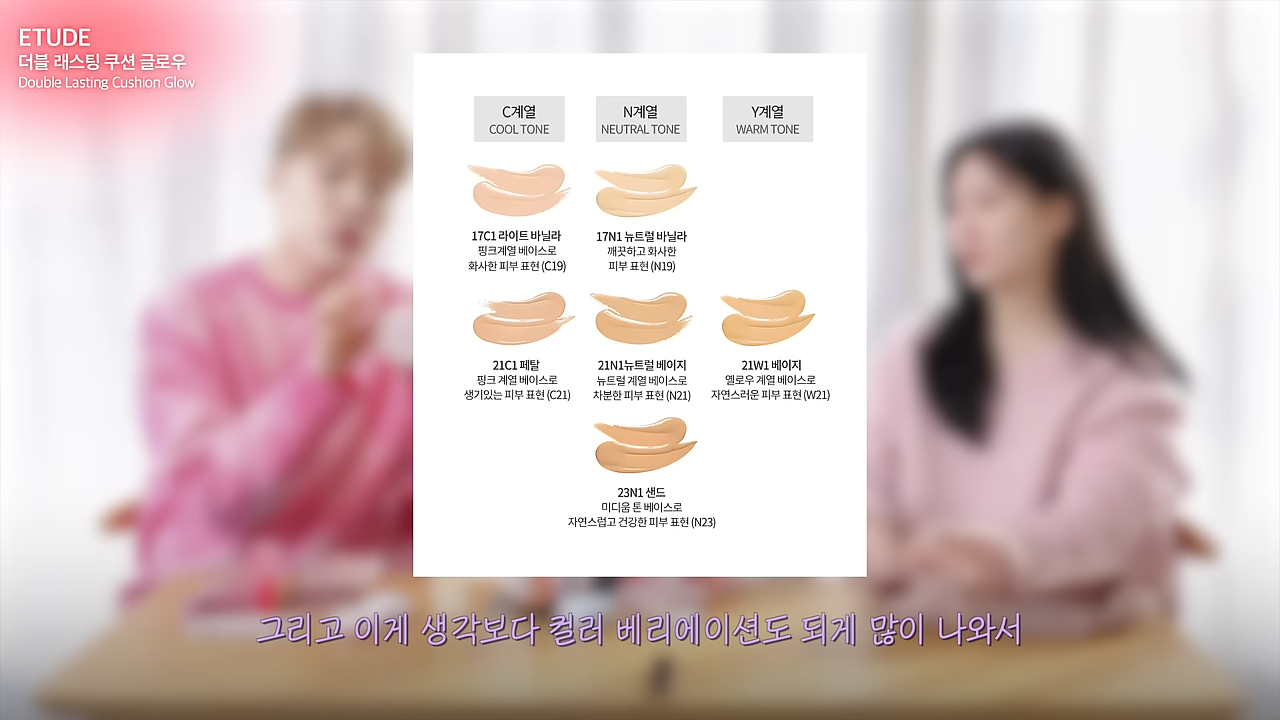 ETUDE
더블 래스팅 쿠션 글로우
Double Lasting Cushion Glow
C계열
COOL TONE
N계열
NEUTRAL TONE
Y계열
WARM TONE
17C1 라이트 바닐라
핑크계열 베이스로
화사한 피부 표현 (C19)
17N1 뉴트럴 바닐라
깨끗하고 화사한
피부 표현 (N19)
21C1 페탈
핑크 계열 베이스로
생기있는 피부 표현 (C21)
21N1뉴트럴 베이지
뉴트럴 계열 베이스로
차분한 피부 표현 (N21)
21W1 베이지
옐로우 계열 베이스로
자연스러운 피부 표현 (W21)
23N1 샌드
미디움 톤 베이스로
자연스럽고 건강한 피부 표현 (N23)
그리고 이게 생각보다 컬러 베리에이션도 되게 많이 나와서